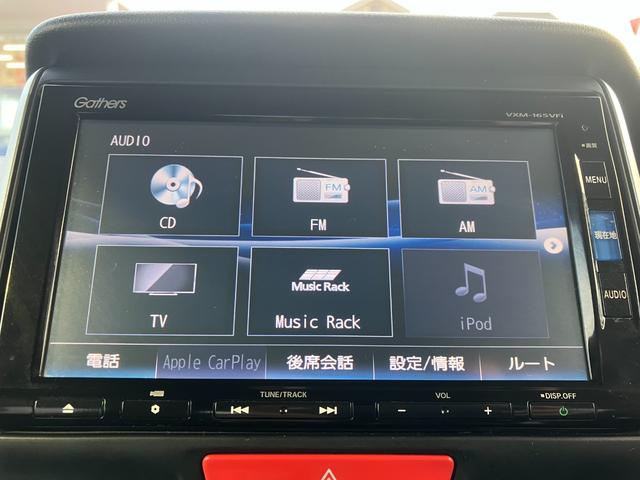 Gathers
VXM-165VFi
AUDIO
画質
MENU
現在地
AUDIO
CD
FM
FM
AM
AM
TV
Music Rack
Music Rack
iPod
電話
Apple CarPlay
後席会話
設定/情報
ルート
TUNE/TRACK
VOL
DISP.OFF